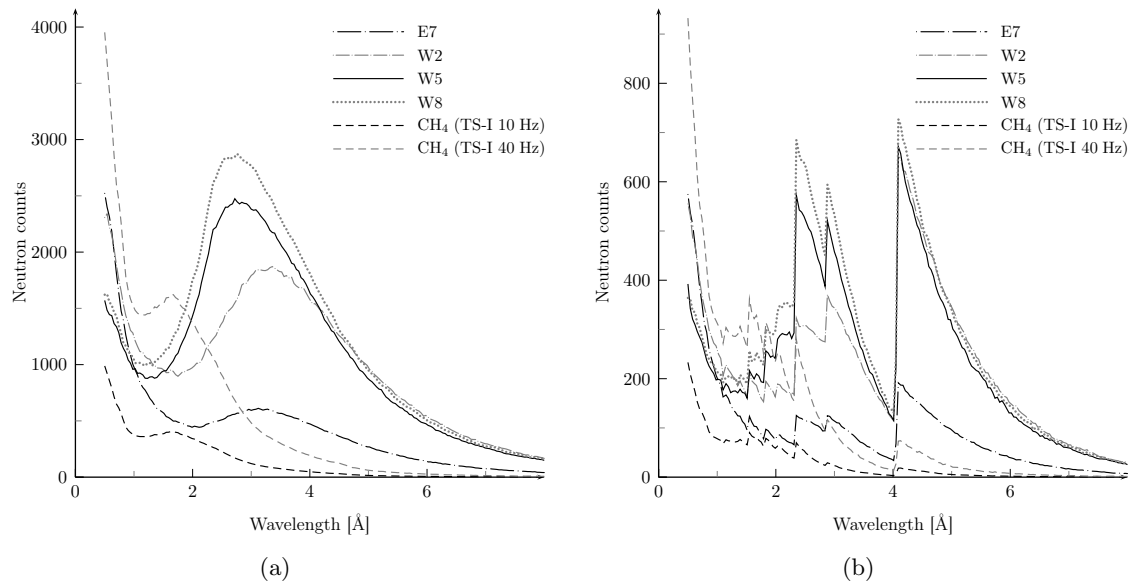 4000
3000
2000
1000
0
Neutron counts
0
2
4
6
Wavelength [Å]
E7
W2
W5
W8
CH₄ (TS-I 10 Hz)
CH₄ (TS-I 40 Hz)
(a)
800
600
400
200
0
Neutron counts
0
2
4
6
Wavelength [Å]
E7
W2
W5
W8
CH₄ (TS-I 10 Hz)
CH₄ (TS-I 40 Hz)
(b)